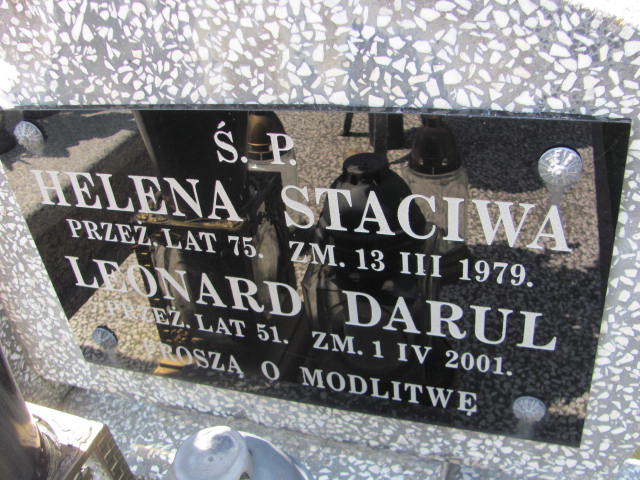 Ś. P.
HELENA STACIWA
PRZEŻ. LAT 75. ZM. 13 III 1979.
LEONARD DARUL
PRZEŻ. LAT 51. ZM. 1 IV 2001.
PROSZĄ O MODLITWĘ